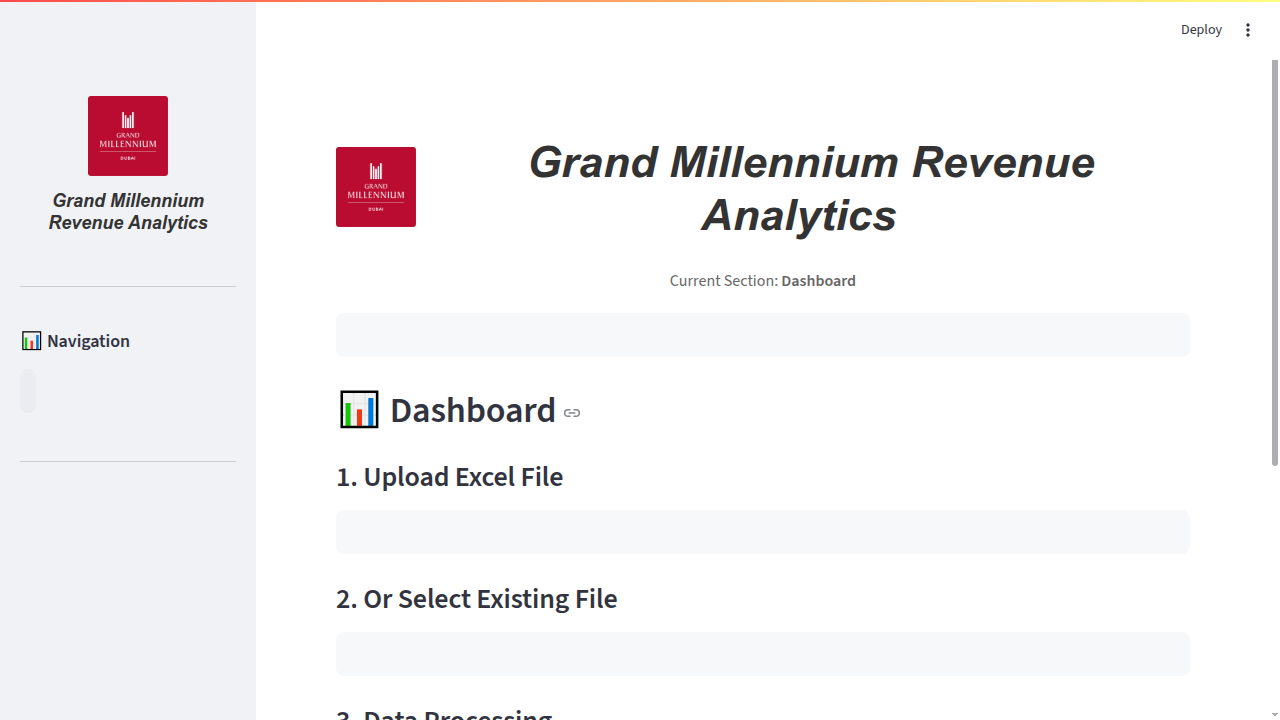 Deploy
GRAND
MILLENNIUM
DUBAI
Grand Millennium
Revenue Analytics
Navigation
GRAND
MILLENNIUM
DUBAI
Grand Millennium Revenue
Analytics
Current Section: Dashboard
Dashboard
1. Upload Excel File
2. Or Select Existing File
3. Data Processing